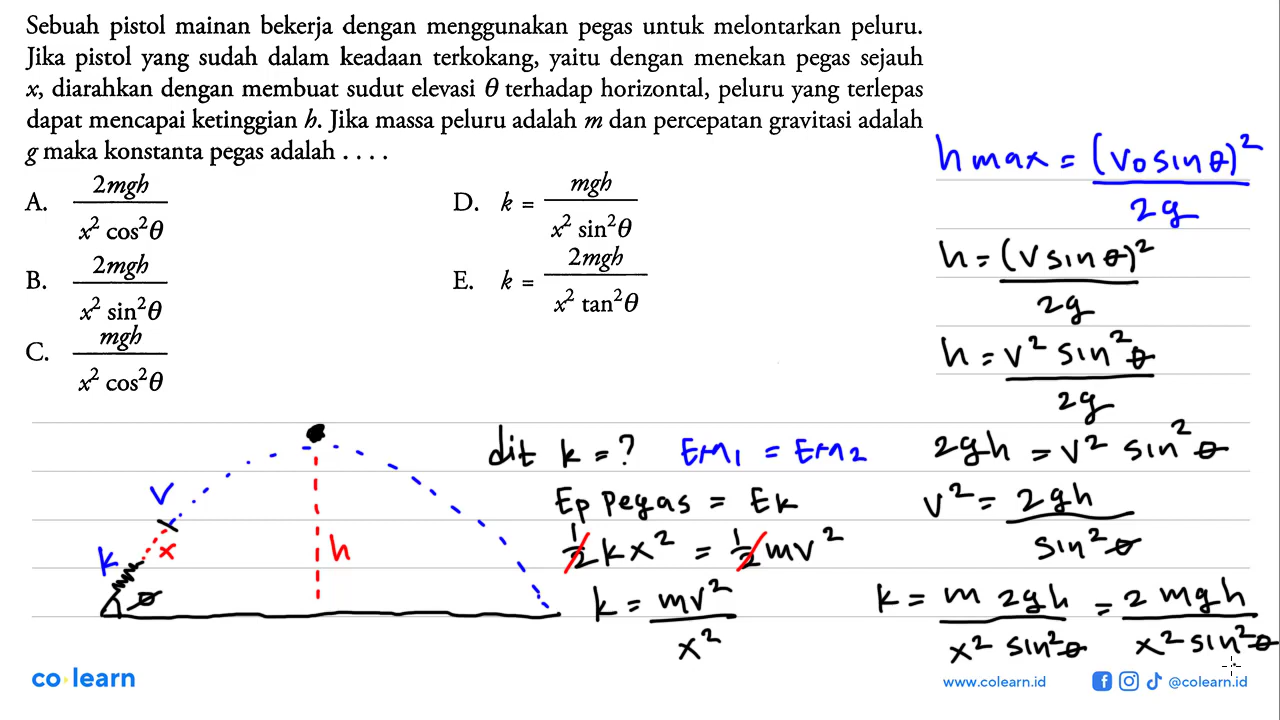 Sebuah pistol mainan bekerja dengan menggunakan pegas untuk melontarkan peluru.
Jika pistol yang sudah dalam keadaan terkokang, yaitu dengan menekan pegas sejauh
x, diarahkan dengan membuat sudut elevasi θ terhadap horizontal, peluru yang terlepas
dapat mencapai ketinggian h. Jika massa peluru adalah m dan percepatan gravitasi adalah
g maka konstanta pegas adalah . . . .
A. 2mgh / x² cos²θ
B. 2mgh / x² sin²θ
C. mgh / x² cos²θ
D. k = mgh / x² sin²θ
E. k = 2mgh / x² tan²θ
h max = (v₀ sin θ)² / 2g
h = (v sin θ)² / 2g
h = v² sin² θ / 2g
2gh = v² sin² θ
v² = 2gh / sin² θ
k = m 2gh / x² sin² θ = 2 mgh / x² sin² θ
v
k
x
θ
h
dit k = ?
EM₁ = EM₂
Ep pegas = Ek
1/2 k x² = 1/2 m v²
k = mv² / x²
co learn
www.colearn.id
@colearn.id